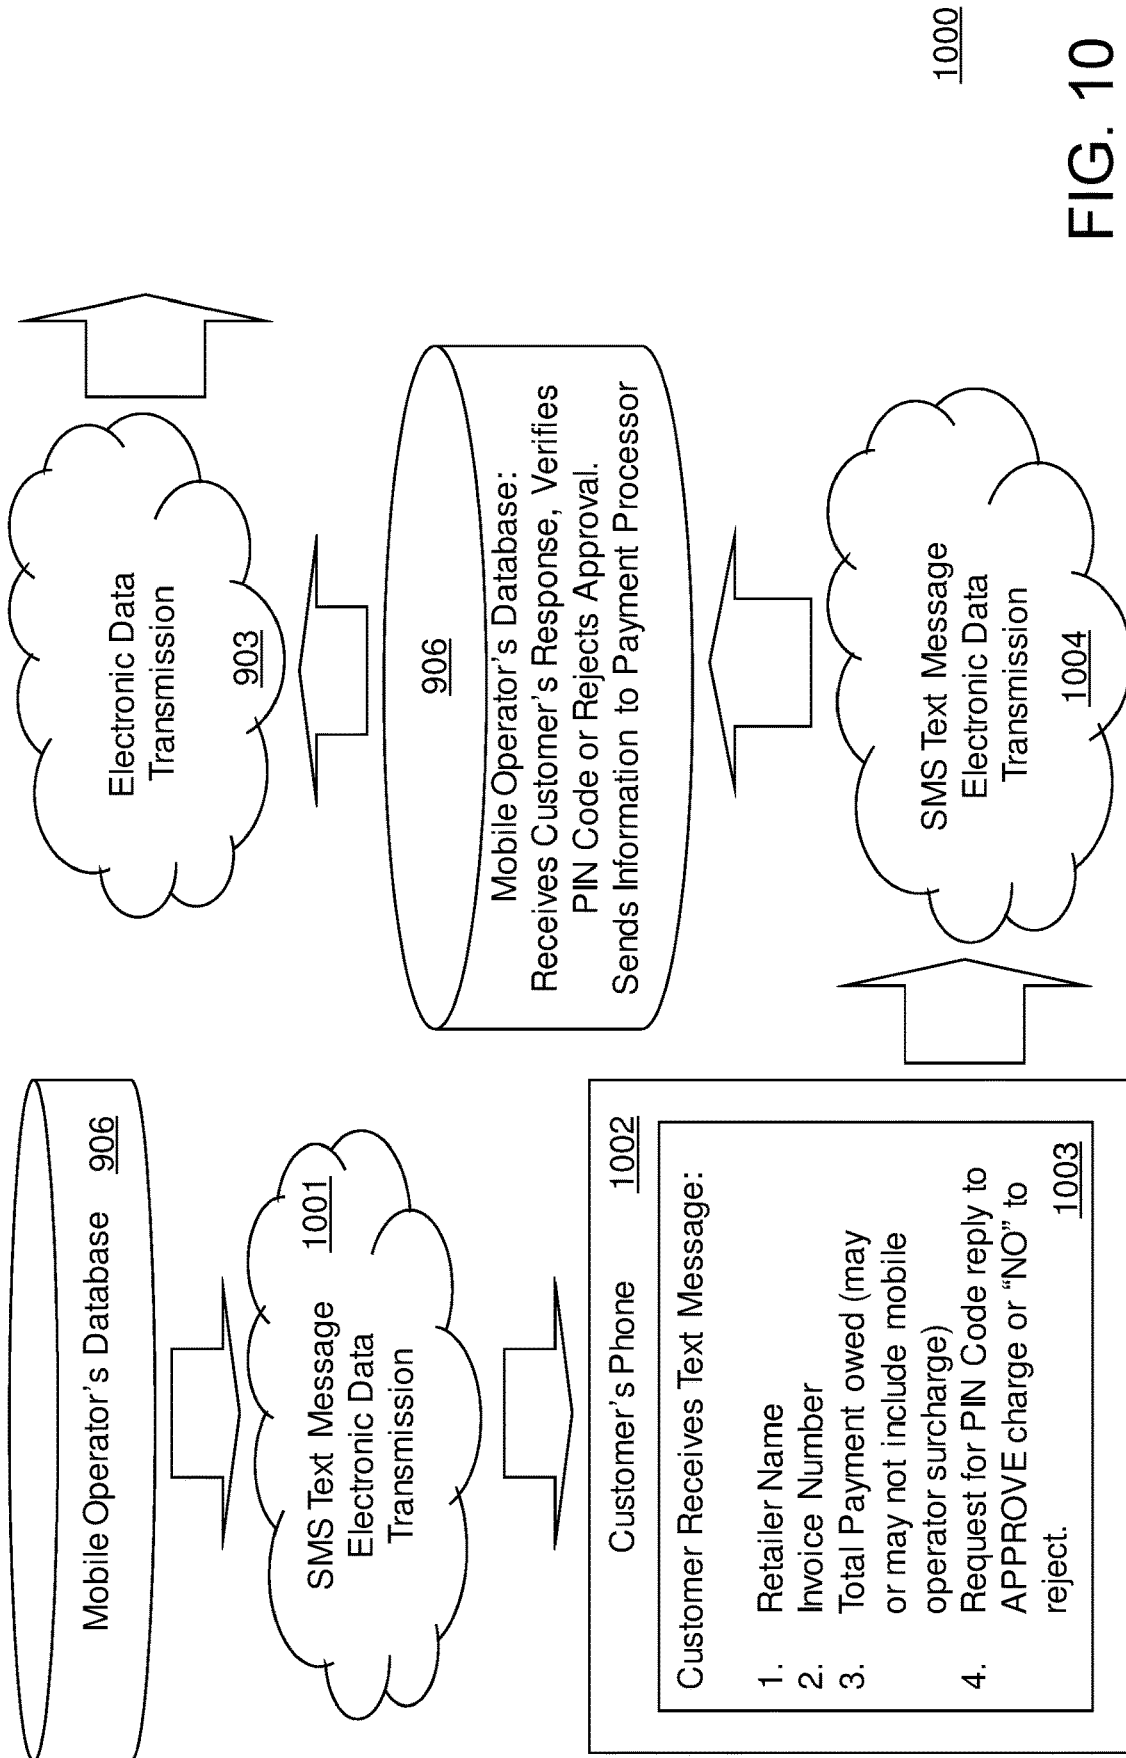 Mobile Operator's Database
906
SMS Text Message
Electronic Data
Transmission
1001
Customer's Phone
1002
Customer Receives Text Message:
1. Retailer Name
2. Invoice Number
3. Total Payment owed (may
or may not include mobile
operator surcharge)
4. Request for PIN Code reply to
APPROVE charge or “NO” to
reject.
1003
SMS Text Message
Electronic Data
Transmission
1004
906
Mobile Operator's Database:
Receives Customer's Response, Verifies
PIN Code or Rejects Approval.
Sends Information to Payment Processor
Electronic Data
Transmission
903
1000
FIG. 10